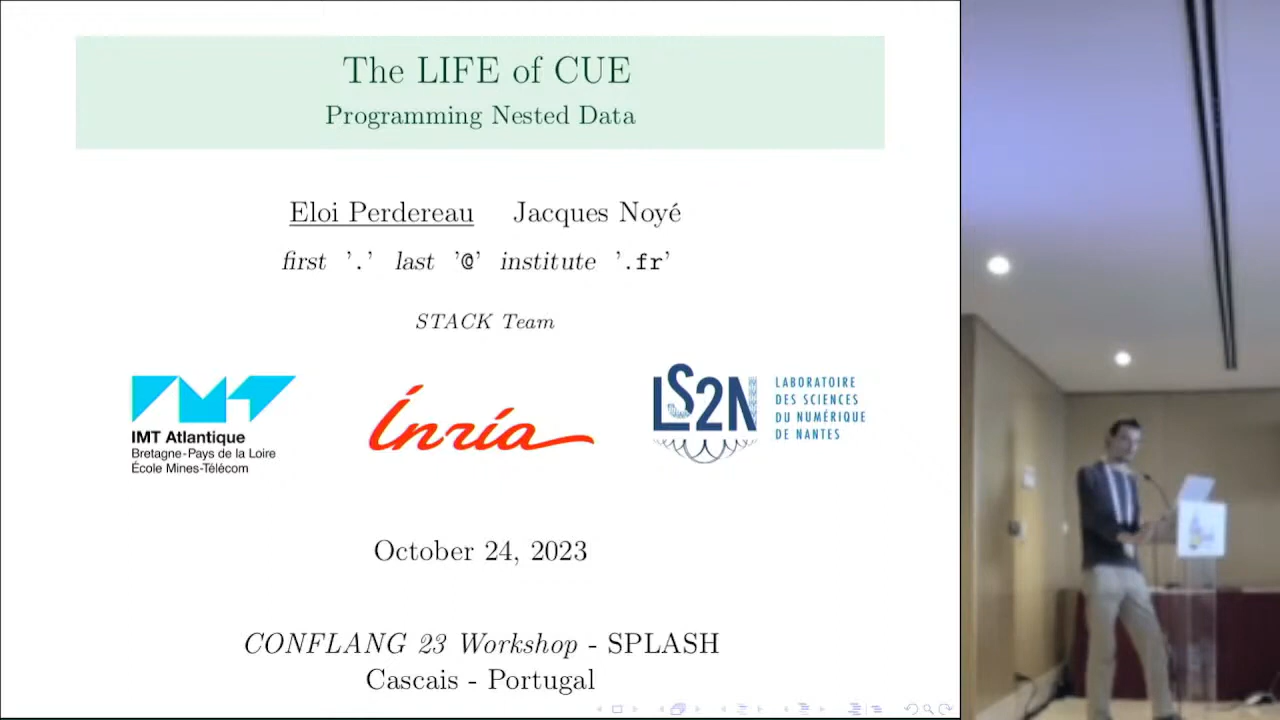 The LIFE of CUE
Programming Nested Data
Eloi Perdereau Jacques Noyé
first '.' last '@' institute '.fr'
STACK Team
IMT Atlantique
Bretagne-Pays de la Loire
École Mines-Télécom
Inria
LS2N
LABORATOIRE
DES SCIENCES
DU NUMÉRIQUE
DE NANTES
October 24, 2023
CONFLANG 23 Workshop - SPLASH
Cascais - Portugal